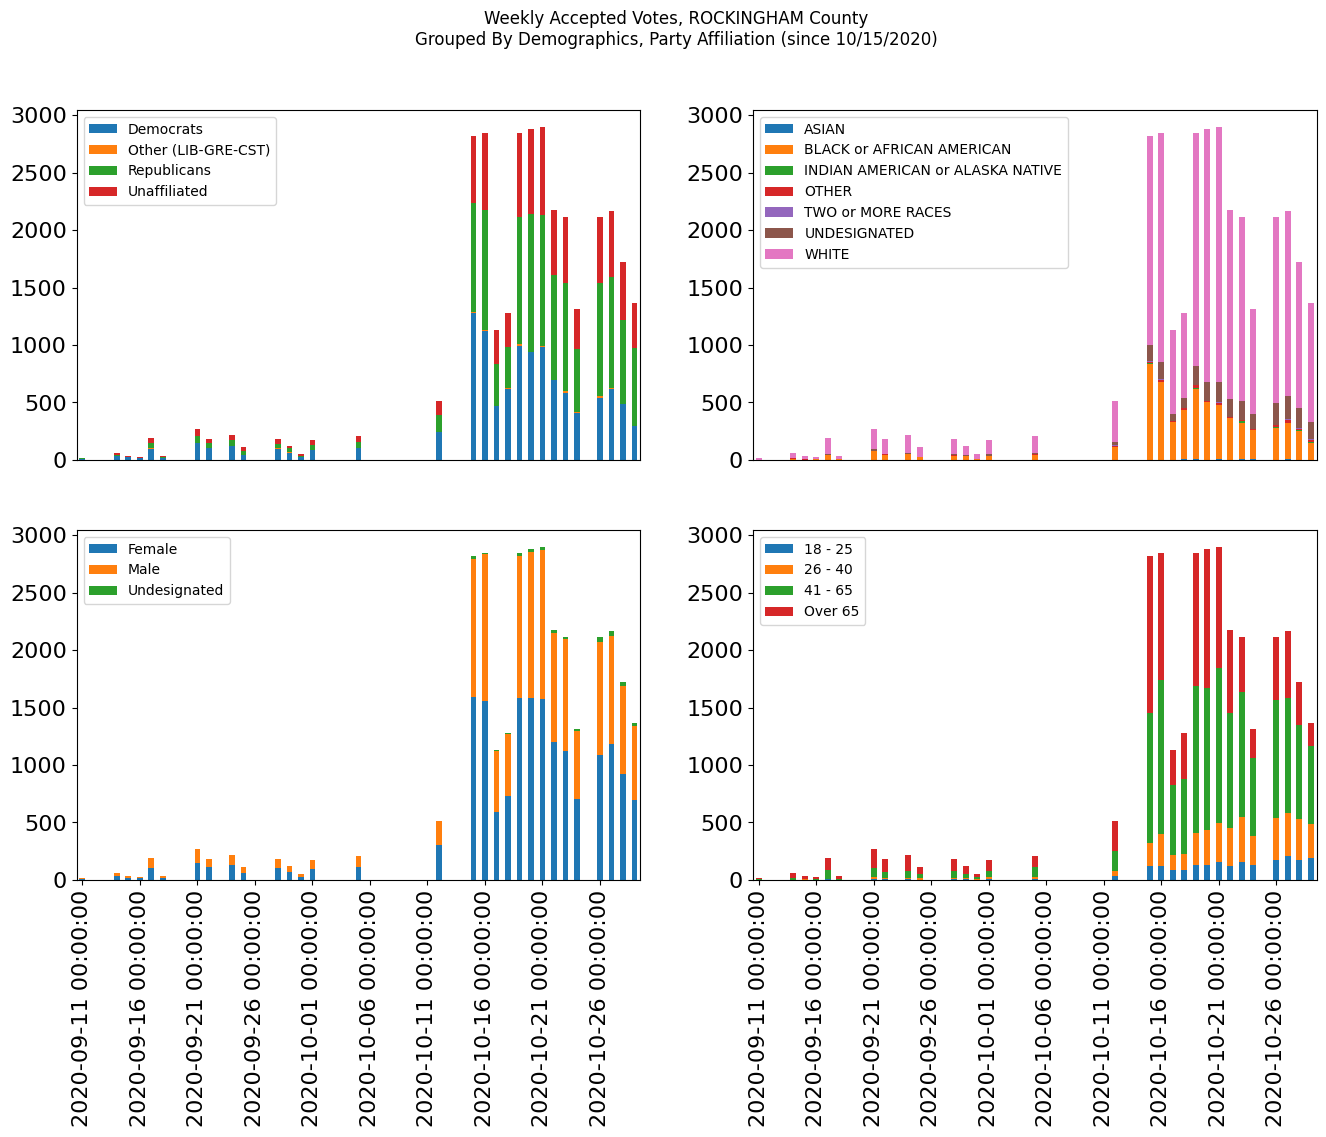 Weekly Accepted Votes, ROCKINGHAM County
Grouped By Demographics, Party Affiliation (since 10/15/2020)
3000
2500
2000
1500
1000
500
0
Democrats
Other (LIB-GRE-CST)
Republicans
Unaffiliated
3000
2500
2000
1500
1000
500
0
ASIAN
BLACK or AFRICAN AMERICAN
INDIAN AMERICAN or ALASKA NATIVE
OTHER
TWO or MORE RACES
UNDESIGNATED
WHITE
3000
2500
2000
1500
1000
500
0
Female
Male
Undesignated
2020-09-11 00:00:00
2020-09-16 00:00:00
2020-09-21 00:00:00
2020-09-26 00:00:00
2020-10-01 00:00:00
2020-10-06 00:00:00
2020-10-11 00:00:00
2020-10-16 00:00:00
2020-10-21 00:00:00
2020-10-26 00:00:00
3000
2500
2000
1500
1000
500
0
18 - 25
26 - 40
41 - 65
Over 65
2020-09-11 00:00:00
2020-09-16 00:00:00
2020-09-21 00:00:00
2020-09-26 00:00:00
2020-10-01 00:00:00
2020-10-06 00:00:00
2020-10-11 00:00:00
2020-10-16 00:00:00
2020-10-21 00:00:00
2020-10-26 00:00:00